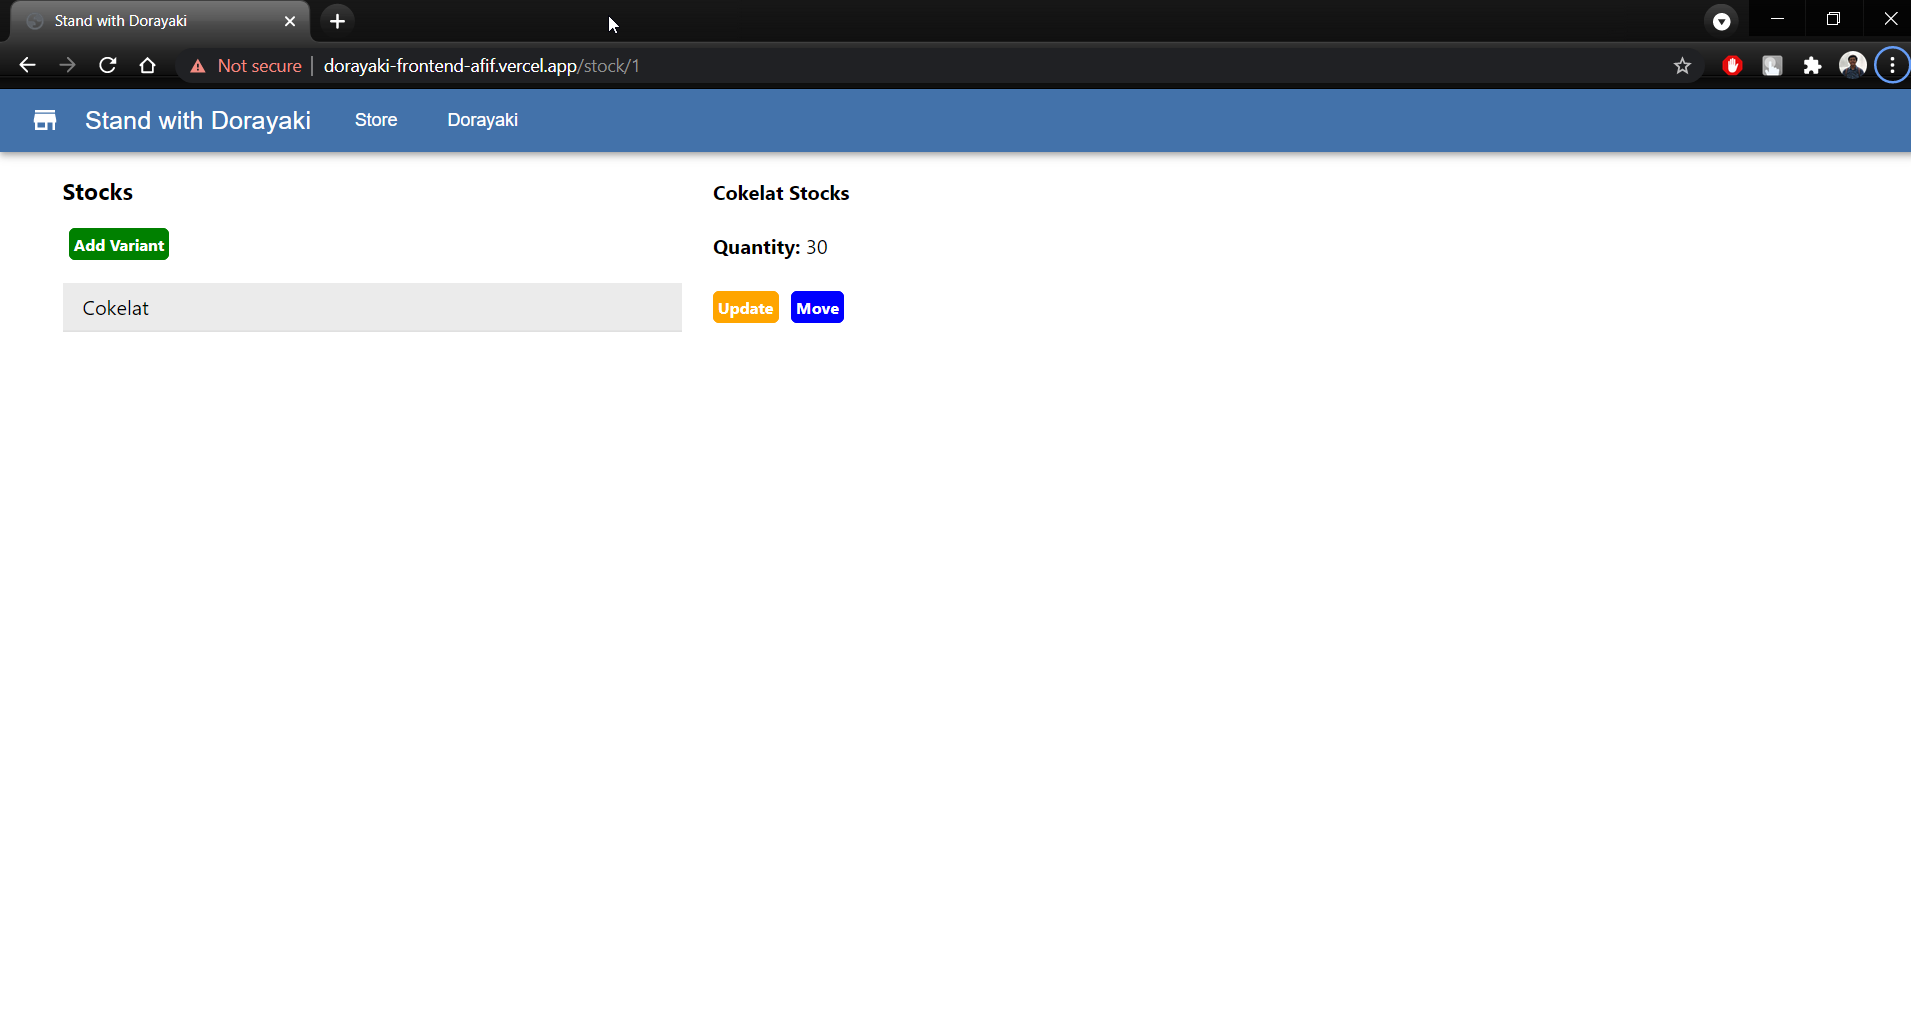 Stand with Dorayaki
Not secure dorayaki-frontend-afif.vercel.app/stock/1
Stand with Dorayaki Store Dorayaki
Stocks
Add Variant
Cokelat
Cokelat Stocks
Quantity: 30
Update Move